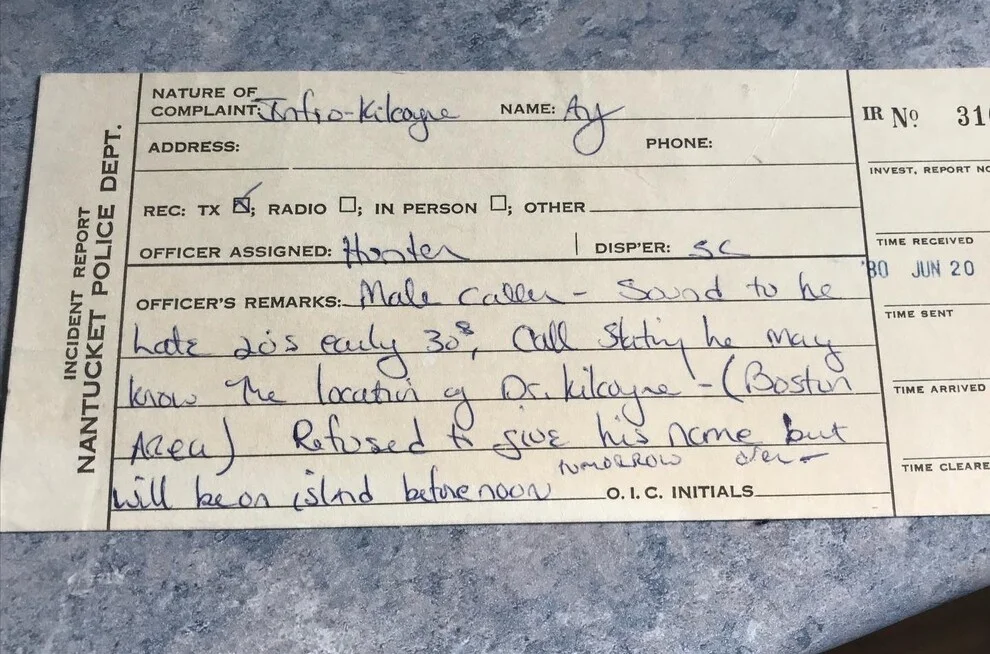 INCIDENT REPORT
NANTUCKET POLICE DEPT.
NATURE OF
COMPLAINT: Info-Kilcoyne NAME:
ADDRESS: PHONE:
REC: TX ☒; RADIO ☐; IN PERSON ☐; OTHER
OFFICER ASSIGNED: Hunter DISP'ER: SC
OFFICER'S REMARKS: Male caller - Sound to be
Late 20's early 30s, Call Stating he may
know The location of Dr. Kilcoyne - (Boston
Area) Refused to give his name but
tomorrow over
will be on islnd before noon O.I.C. INITIALS
IR Nº 31
INVEST, REPORT NO
TIME RECEIVED
'80 JUN 20
TIME SENT
TIME ARRIVED
TIME CLEARE